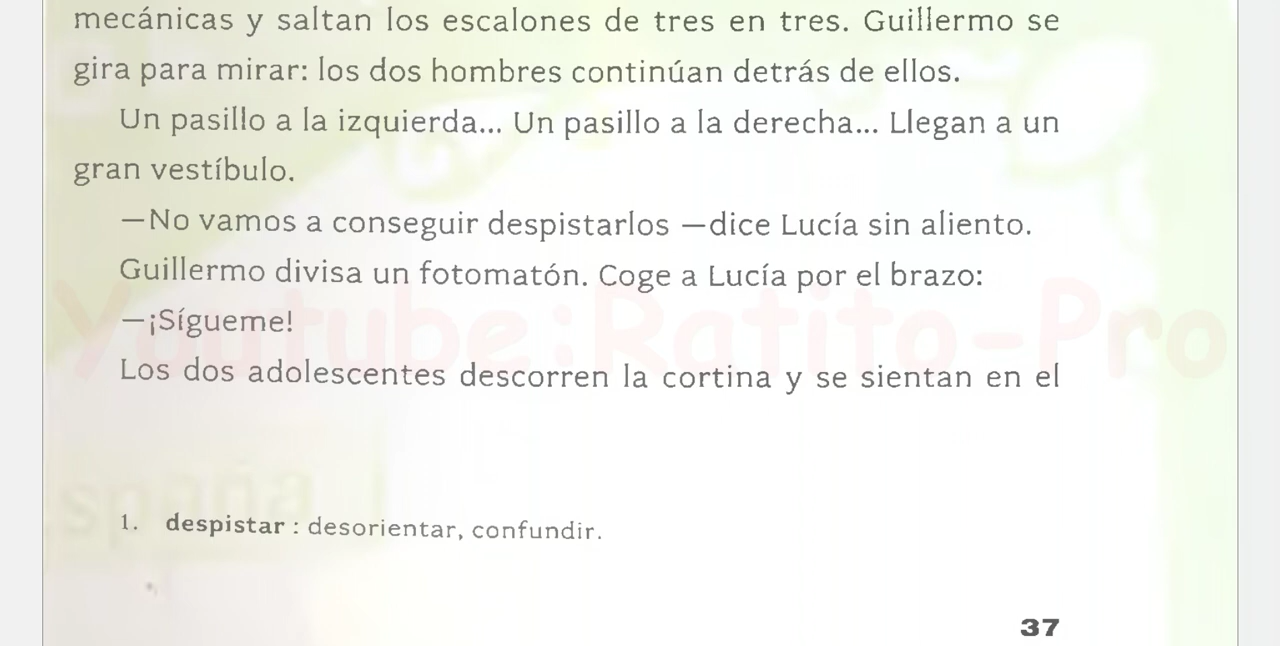 mecánicas y saltan los escalones de tres en tres. Guillermo se
gira para mirar: los dos hombres continúan detrás de ellos.
Un pasillo a la izquierda... Un pasillo a la derecha... Llegan a un
gran vestíbulo.
—No vamos a conseguir despistarlos —dice Lucía sin aliento.
Guillermo divisa un fotomatón. Coge a Lucía por el brazo:
—¡Sígueme!
Youtube:Ratito-Pro
Los dos adolescentes descorren la cortina y se sientan en el
1. despistar : desorientar, confundir.
37